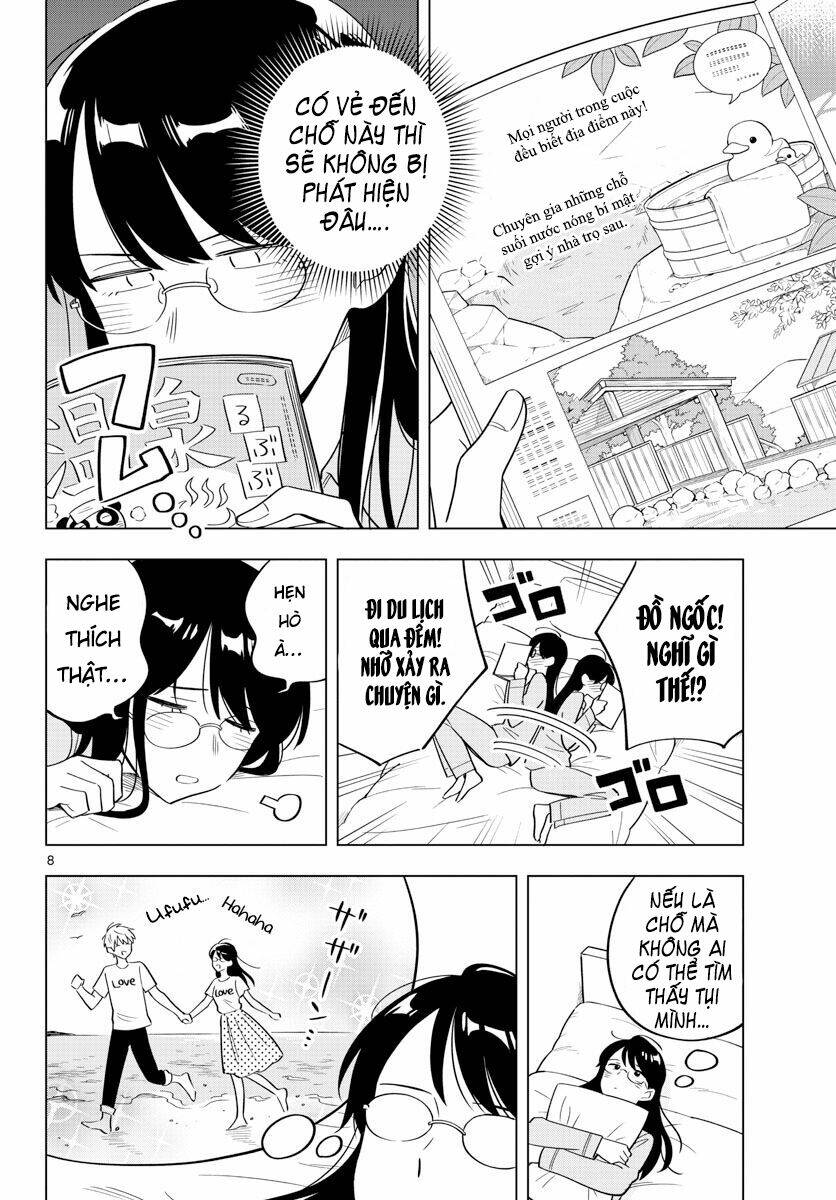 Mọi người trong cuộc
đều biết địa điểm này!
Chuyên gia những chỗ
suối nước nóng bí mật
gợi ý nhà trọ sau.
CÓ VẺ ĐẾN
CHỖ NÀY THÌ
SẼ KHÔNG BỊ
PHÁT HIỆN
ĐÂU....
るぶぶ
フム
ĐỒ NGỐC!
NGHĨ GÌ
THẾ!?
ゴロ
ゴロ
ĐI DU LỊCH
QUA ĐÊM!
NHỠ XẢY RA
CHUYỆN GÌ.
HẸN
HÒ
À...
NGHE
THÍCH
THẬT...
8
NẾU LÀ
CHỖ MÀ
KHÔNG AI
CÓ THỂ TÌM
THẤY TỤI
MÌNH...
ザザー
Ufufu...
Hahaha
Love
Love